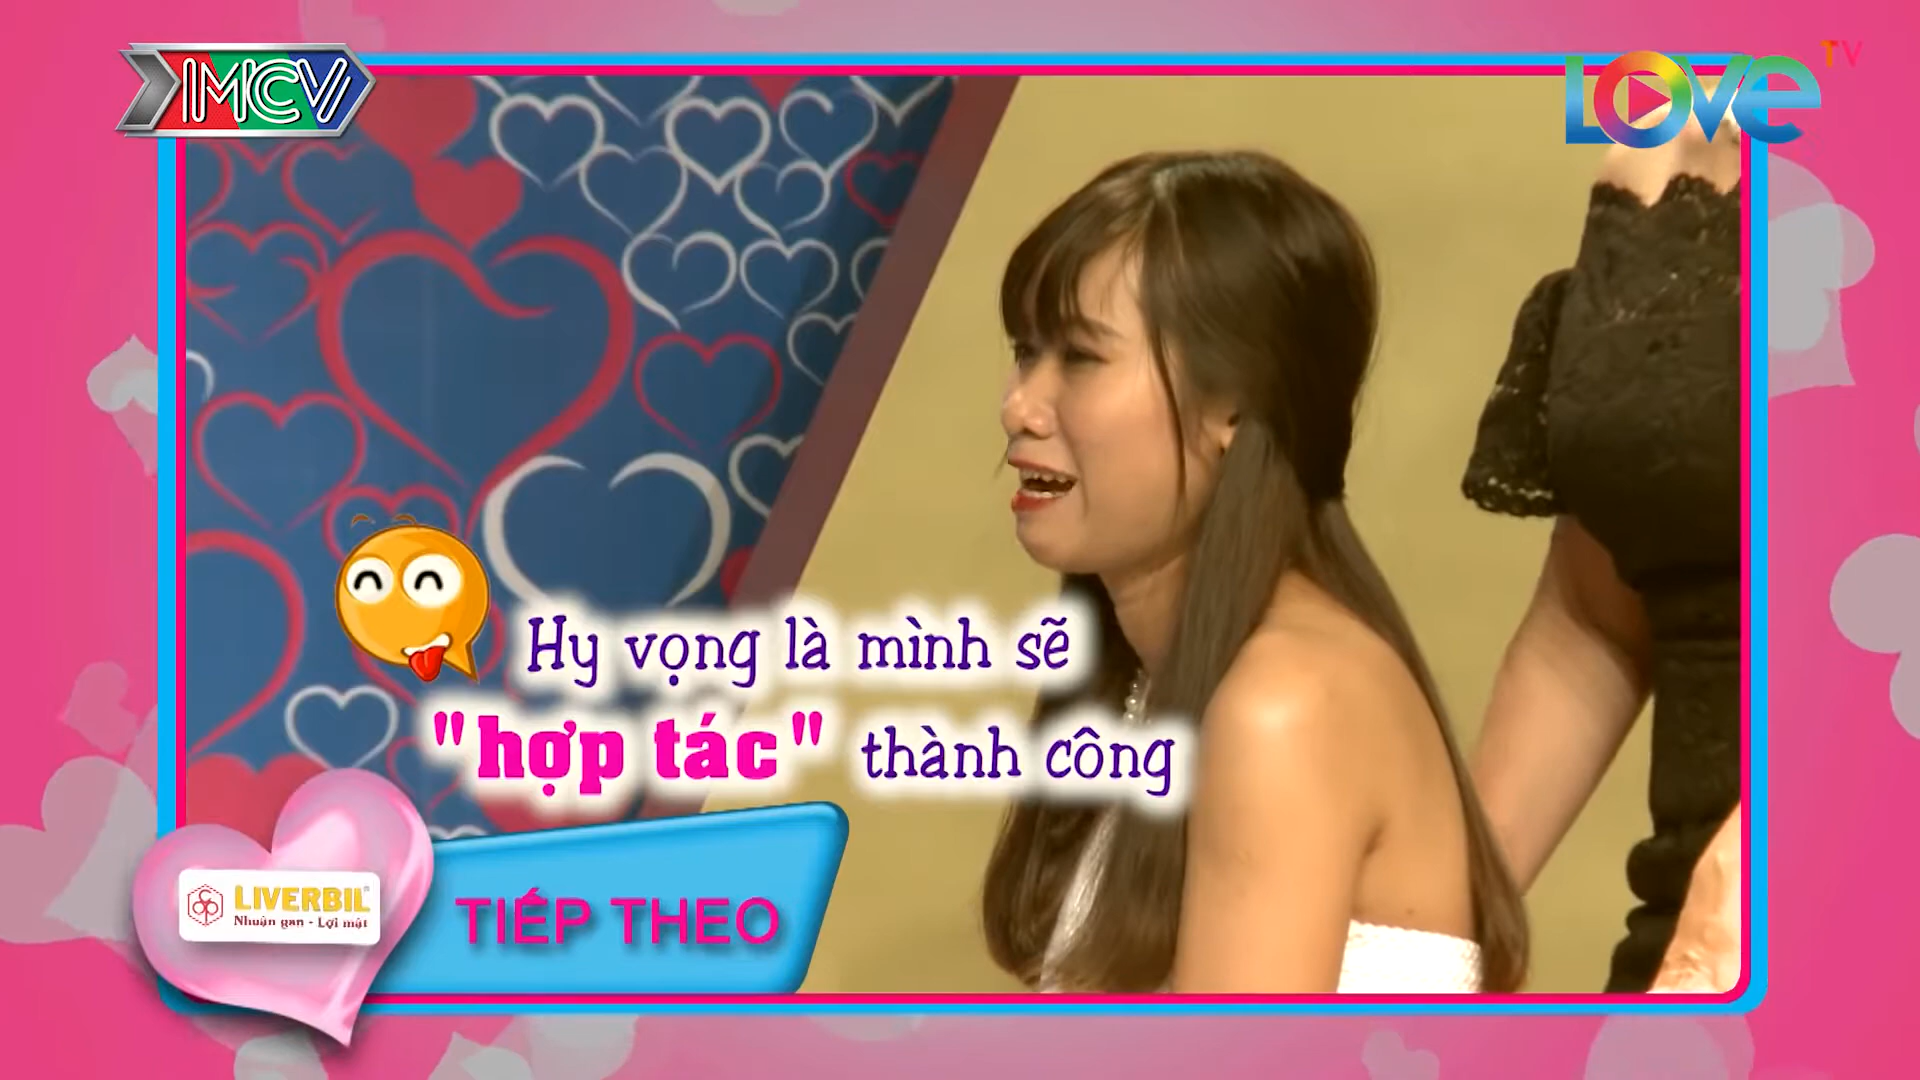 MCV
LOVE TV
Hy vọng là mình sẽ
"hợp tác" thành công
LIVERBIL®
Nhuận gan - Lợi mật
TIẾP THEO